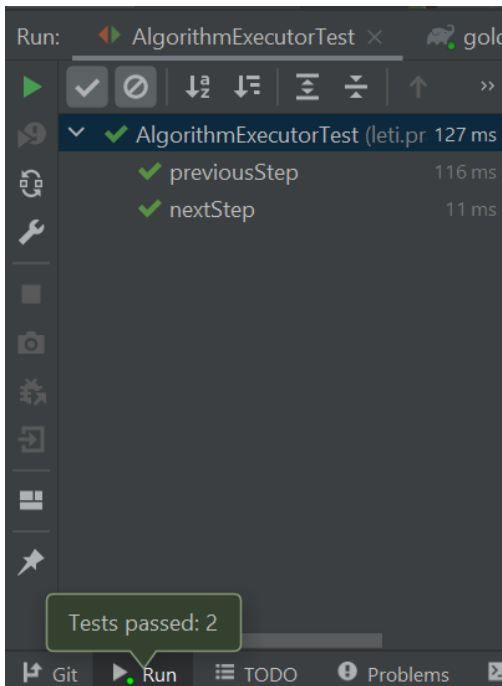 Run: AlgorithmExecutorTest × golc
AlgorithmExecutorTest (leti.pr 127 ms
previousStep 116 ms
nextStep 11 ms
Tests passed: 2
Git Run TODO Problems